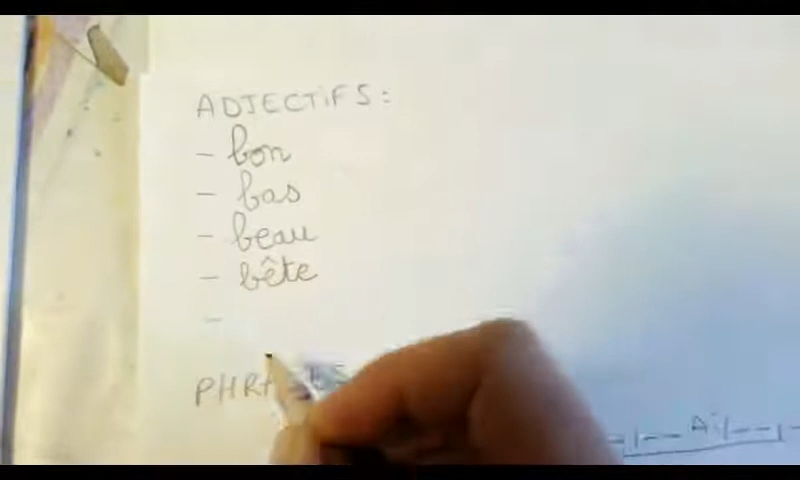 ADJECTIFS :
- bon
- bas
- beau
- bête
-